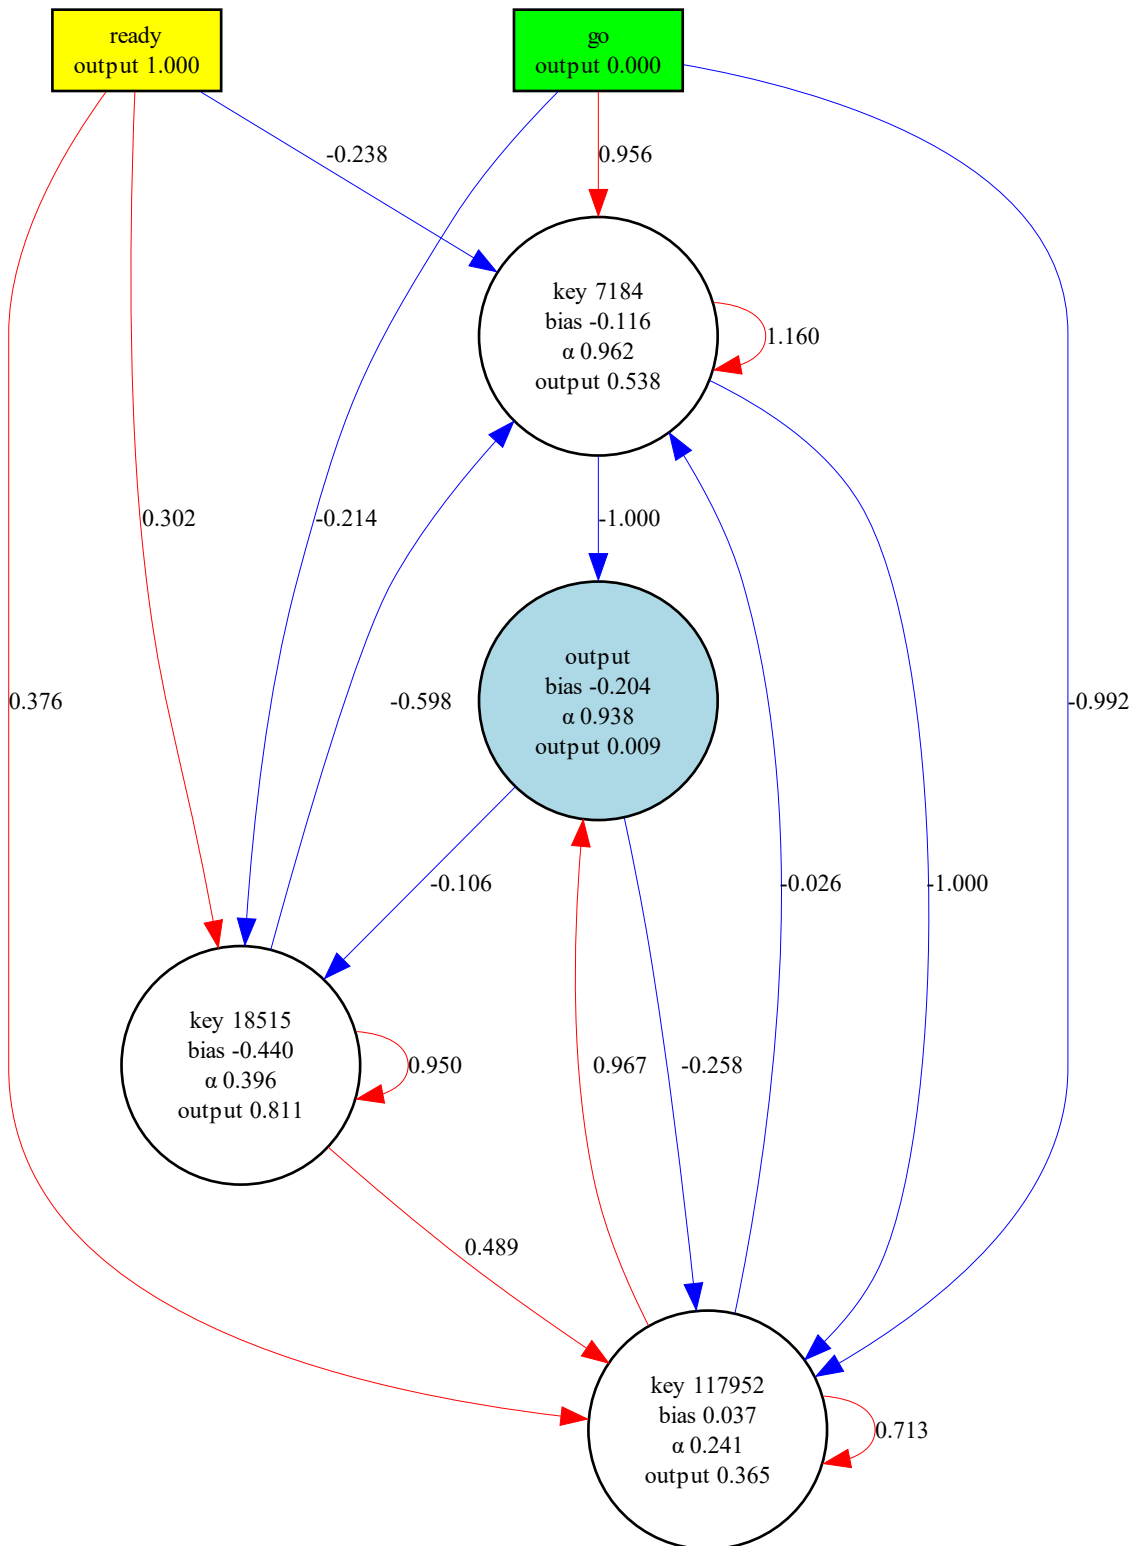 ready
output 1.000
go
output 0.000
-0.238
0.956
key 7184
bias -0.116
α 0.962
output 0.538
1.160
0.302
-0.214
-1.000
output
bias -0.204
α 0.938
output 0.009
0.376
-0.598
-0.992
-0.106
-0.026
-1.000
key 18515
bias -0.440
α 0.396
output 0.811
0.950
0.967
-0.258
0.489
key 117952
bias 0.037
α 0.241
output 0.365
0.713